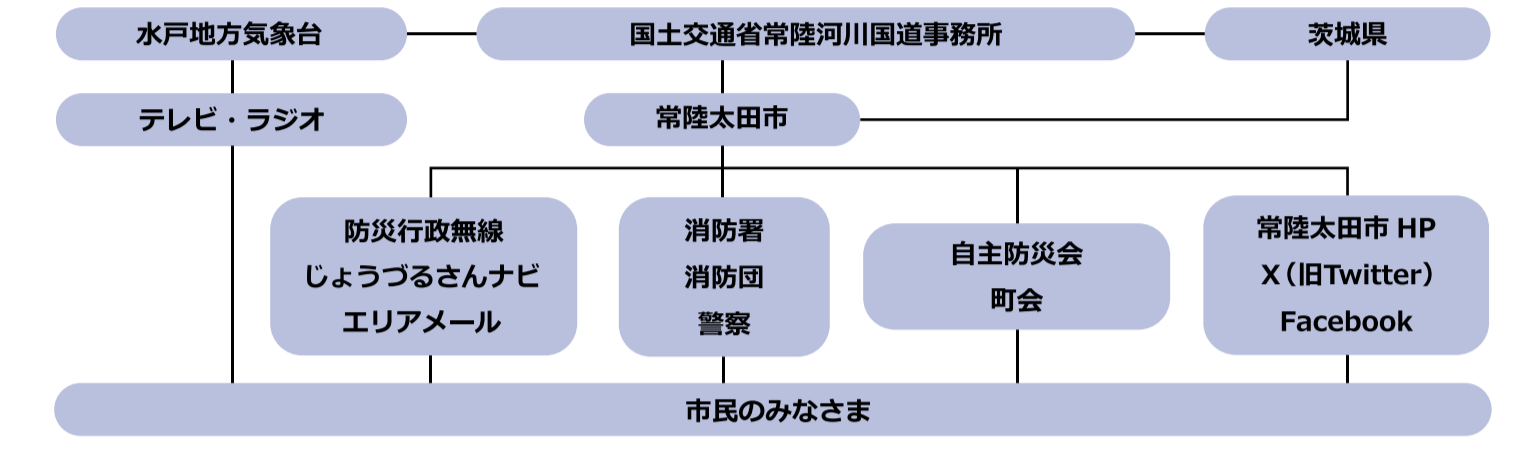 水戸地方気象台
国土交通省常陸河川国道事務所
茨城県
テレビ・ラジオ
常陸太田市
防災行政無線
じょうづるさんナビ
エリアメール
消防署
消防団
警察
自主防災会
町会
常陸太田市 HP
X（旧Twitter）
Facebook
市民のみなさま